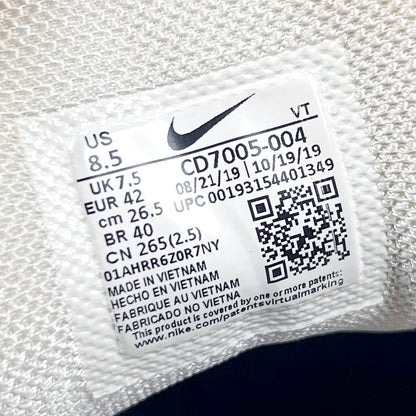 VT
US
8.5
CD7005-004
UK 7.5
08/21/19 | 10/19/19
EUR 42
UPC 00193154401349
cm 26.5
BR 40
CN 265(2.5)
01AHRR6Z0R7NY
MADE IN VIETNAM
HECHO EN VIETNAM
FABRIQUE AU VIETNAM
FABRICADO NO VIETNA
This product is covered by one or more patents.
www.nike.com/patentsvirtualmarking